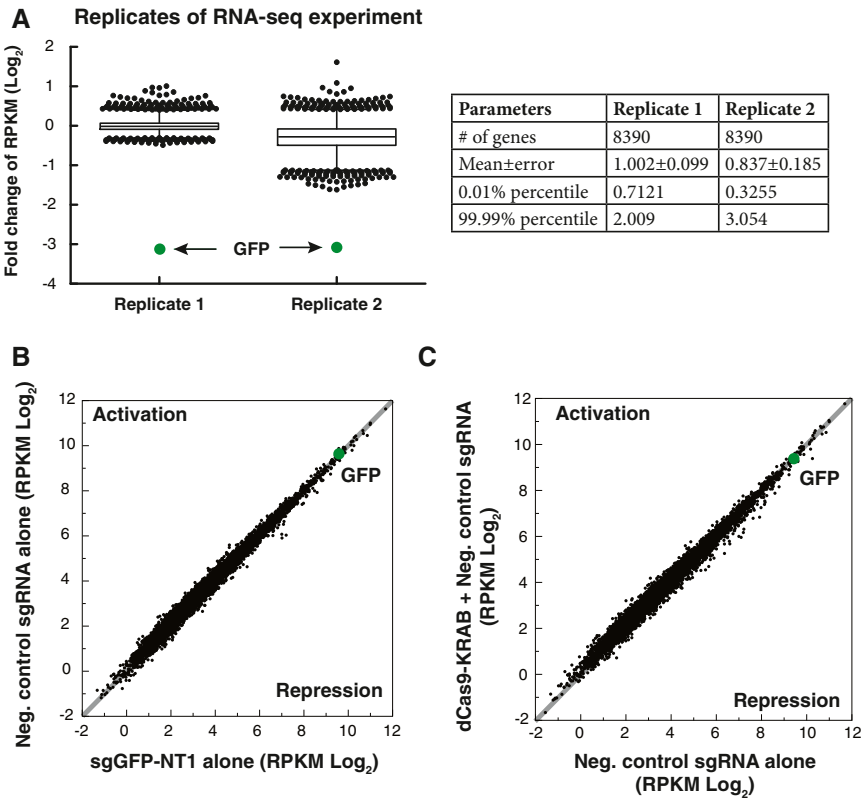 A
Replicates of RNA-seq experiment
Fold change of RPKM (Log2)
2
1
0
-1
-2
-3
-4
GFP
Replicate 1
Replicate 2
Parameters Replicate 1 Replicate 2
# of genes 8390 8390
Mean±error 1.002±0.099 0.837±0.185
0.01% percentile 0.7121 0.3255
99.99% percentile 2.009 3.054
B
Neg. control sgRNA alone (RPKM Log2)
12
10
8
6
4
2
0
-2
Activation
GFP
Repression
-2 0 2 4 6 8 10 12
sgGFP-NT1 alone (RPKM Log2)
C
dCas9-KRAB + Neg. control sgRNA
(RPKM Log2)
12
10
8
6
4
2
0
-2
Activation
GFP
Repression
-2 0 2 4 6 8 10 12
Neg. control sgRNA alone
(RPKM Log2)